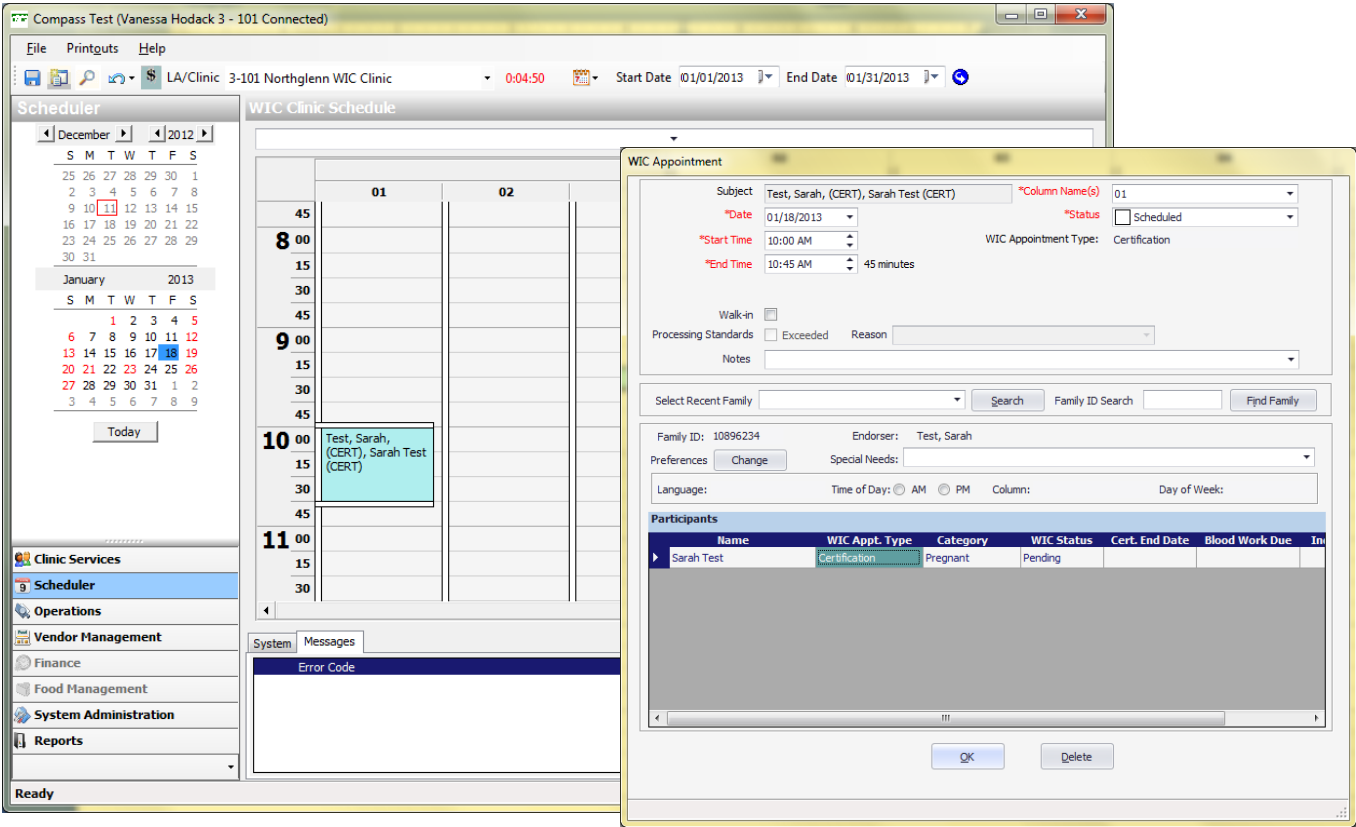 Compass Test (Vanessa Hodack 3 - 101 Connected)
File Printouts Help
$ LA/Clinic 3-101 Northglenn WIC Clinic 0:04:50 Start Date 01/01/2013 End Date 01/31/2013
Scheduler
December 2012
S M T W T F S
25 26 27 28 29 30 1
2 3 4 5 6 7 8
9 10 11 12 13 14 15
16 17 18 19 20 21 22
23 24 25 26 27 28 29
30 31
January 2013
S M T W T F S
1 2 3 4 5
6 7 8 9 10 11 12
13 14 15 16 17 18 19
20 21 22 23 24 25 26
27 28 29 30 31 1 2
3 4 5 6 7 8 9
Today
Clinic Services
9 Scheduler
Operations
Vendor Management
Finance
Food Management
System Administration
Reports
Ready
WIC Clinic Schedule
01 02
45
8 00
15
30
45
9 00
15
30
45
10 00
15
30
45
11 00
15
30
Test, Sarah,
(CERT), Sarah Test
(CERT)
System Messages
Error Code
WIC Appointment
Subject Test, Sarah, (CERT), Sarah Test (CERT) *Column Name(s) 01
*Date 01/18/2013 *Status Scheduled
*Start Time 10:00 AM WIC Appointment Type: Certification
*End Time 10:45 AM 45 minutes
Walk-in
Processing Standards Exceeded Reason
Notes
Select Recent Family Search Family ID Search Find Family
Family ID: 10896234 Endorser: Test, Sarah
Preferences Change Special Needs:
Language: Time of Day: AM PM Column: Day of Week:
Participants
Name WIC Appt. Type Category WIC Status Cert. End Date Blood Work Due
Sarah Test Certification Pregnant Pending
OK Delete